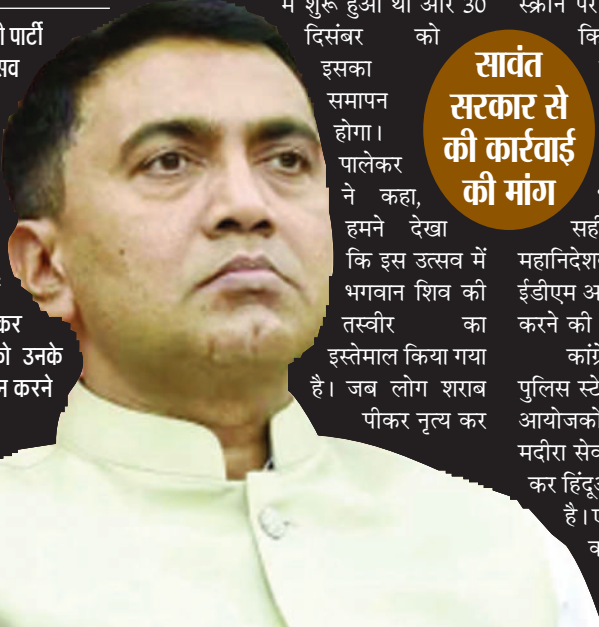 ी पार्टी
सव
कर
को उनके
न करने
में शुरू हुआ था और 30
दिसंबर को
इसका
समापन
होगा।
पालेकर
ने कहा,
हमने देखा
कि इस उत्सव में
भगवान शिव की
तस्वीर का
इस्तेमाल किया गया
है। जब लोग शराब
पीकर नृत्य कर
सावंत
सरकार से
की कार्रवाई
की मांग
स्क्रीन पर
कि
सही
महानिदेशक
ईडीएम अ
करने की
कांग्रे
पुलिस स्टे
आयोजको
मदीरा सेव
कर हिंदूअ
है। प